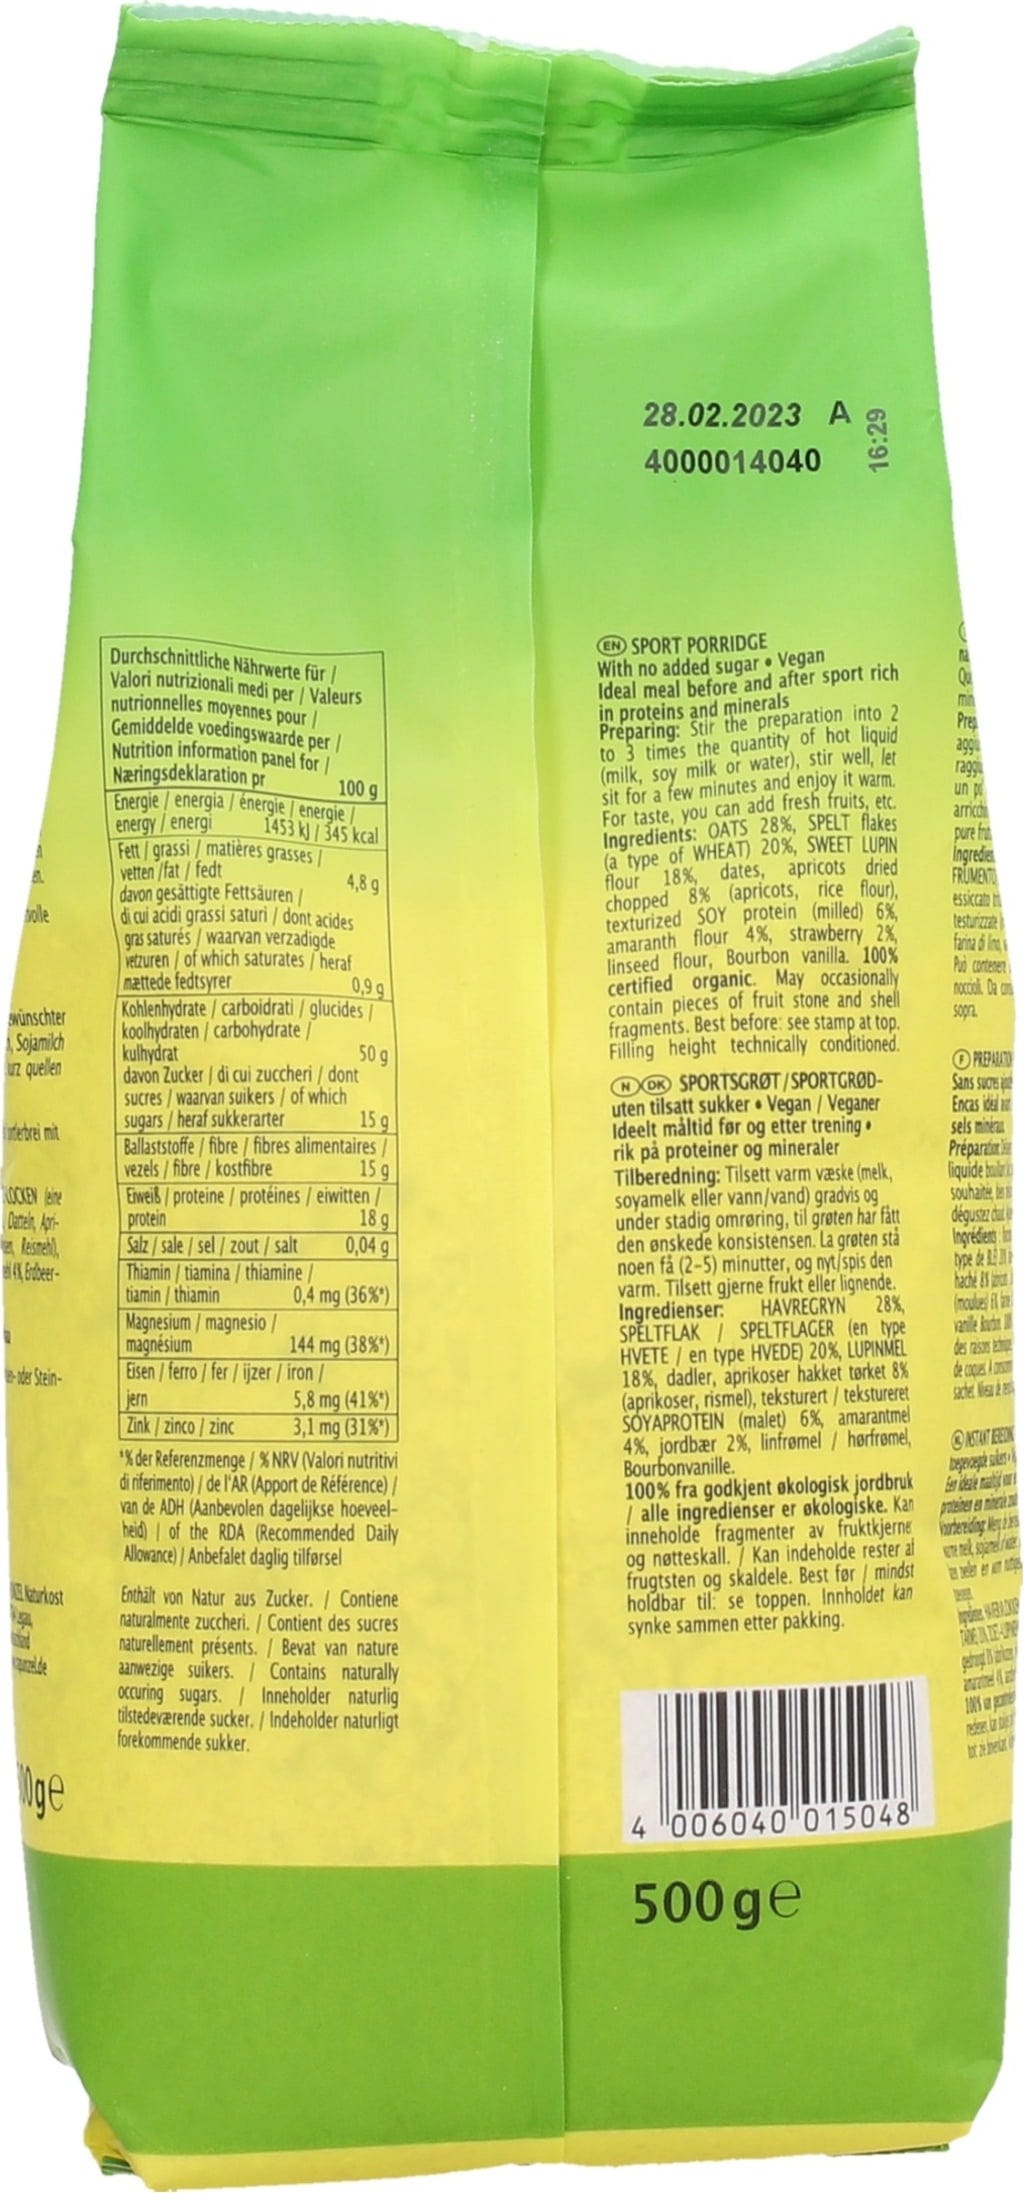 28.02.2023 A
16:29
4000014040
Durchschnittliche Nährwerte für /
Valori nutrizionali medi per / Valeurs
nutrionnelles moyennes pour /
Gemiddelde voedingswaarde per /
Nutrition information panel for /
Næringsdeklaration pr 100 g
Energie / energia / énergie / energie /
energy / energi 1453 kJ / 345 kcal
Fett / grassi / matières grasses /
vetten /fat / fedt 4,8 g
davon gesättigte Fettsäuren /
di cui acidi grassi saturi / dont acides
gras saturés / waarvan verzadigde
vetzuren / of which saturates / heraf
mættede fedtsyrer 0,9 g
Kohlenhydrate / carboidrati / glucides /
koolhydraten / carbohydrate /
kulhydrat 50 g
davon Zucker / di cui zuccheri / dont
sucres / waarvan suikers / of which
sugars / heraf sukkerarter 15 g
Ballaststoffe / fibre / fibres alimentaires /
vezels / fibre / kostfibre 15 g
Eiweiß / proteine / protéines / eiwitten /
protein 18 g
Salz / sale / sel / zout / salt 0,04 g
Thiamin / tiamina / thiamine /
tiamin / thiamin 0,4 mg (36%*)
Magnesium / magnesio /
magnésium 144 mg (38%*)
Eisen / ferro / fer / ijzer / iron /
jern 5,8 mg (41%*)
Zink / zinco / zinc 3,1 mg (31%*)
*% der Referenzmenge / % NRV (Valori nutritivi
di riferimento) / de l'AR (Apport de Référence) /
van de ADH (Aanbevolen dagelijkse hoeveel-
heid) / of the RDA (Recommended Daily
Allowance) / Anbefalet daglig tilførsel
Enthält von Natur aus Zucker. / Contiene
naturalmente zuccheri. / Contient des sucres
naturellement présents. / Bevat van nature
aanwezige suikers. / Contains naturally
occuring sugars. / Inneholder naturlig
tilstedeværende sucker. / Indeholder naturligt
forekommende sukker.
EN SPORT PORRIDGE
With no added sugar • Vegan
Ideal meal before and after sport rich
in proteins and minerals
Preparing: Stir the preparation into 2
to 3 times the quantity of hot liquid
(milk, soy milk or water), stir well, let
sit for a few minutes and enjoy it warm.
For taste, you can add fresh fruits, etc.
Ingredients: OATS 28%, SPELT flakes
(a type of WHEAT) 20%, SWEET LUPIN
flour 18%, dates, apricots dried
chopped 8% (apricots, rice flour),
texturized SOY protein (milled) 6%,
amaranth flour 4%, strawberry 2%,
linseed flour, Bourbon vanilla. 100%
certified organic. May occasionally
contain pieces of fruit stone and shell
fragments. Best before: see stamp at top.
Filling height technically conditioned.
N DK SPORTSGRØT / SPORTGRØD-
uten tilsatt sukker • Vegan / Veganer
Ideelt måltid før og etter trening •
rik på proteiner og mineraler
Tilberedning: Tilsett varm væske (melk,
soyamelk eller vann/vand) gradvis og
under stadig omrøring, til grøten har fått
den ønskede konsistensen. La grøten stå
noen få (2-5) minutter, og nyt/spis den
varm. Tilsett gjerne frukt eller lignende.
Ingredienser: HAVREGRYN 28%,
SPELTFLAK / SPELTFLAGER (en type
HVETE / en type HVEDE) 20%, LUPINMEL
18%, dadler, aprikoser hakket tørket 8%
(aprikoser, rismel), teksturert / tekstureret
SOYAPROTEIN (malet) 6%, amarantmel
4%, jordbær 2%, linfrømel / hørfrømel,
Bourbonvanille.
100% fra godkjent økologisk jordbruk
/ alle ingredienser er økologiske. Kan
inneholde fragmenter av fruktkjerne
og nøtteskall. / Kan indeholde rester af
frugtsten og skaldele. Best før / mindst
holdbar til: se toppen. Innholdet kan
synke sammen etter pakking.
4 006040 015048
500 g e